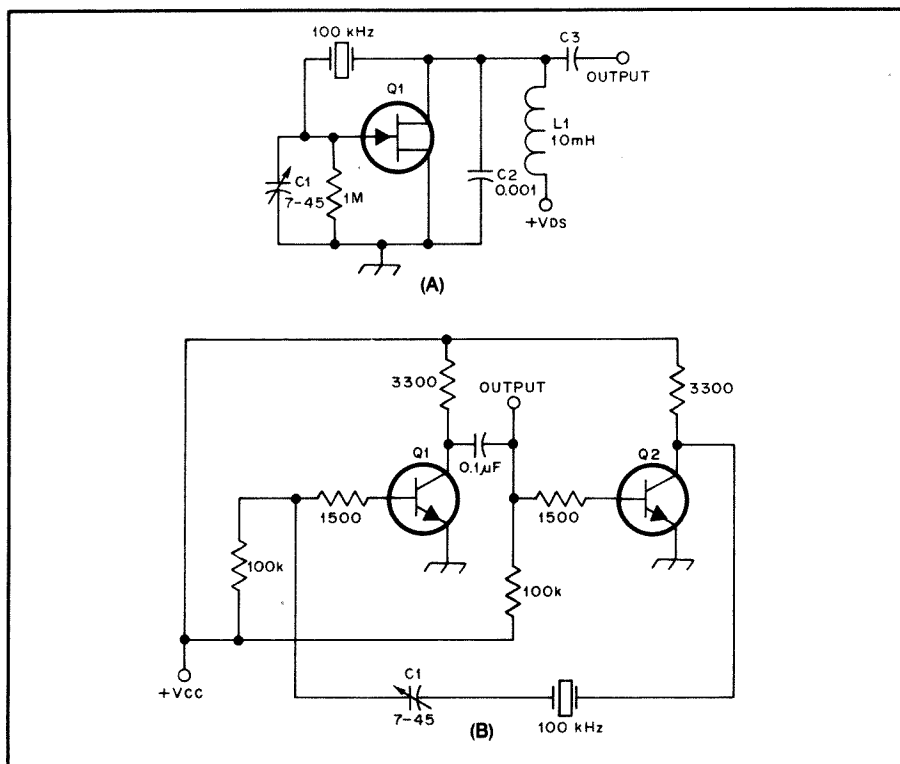 100 kHz
C3
OUTPUT
Q1
L1
10mH
C1
7-45
1M
C2
0.001
+VDS
(A)
3300
OUTPUT
3300
Q1
0.1µF
Q2
1500
1500
100k
100k
+VCC
C1
7-45
100 kHz
(B)